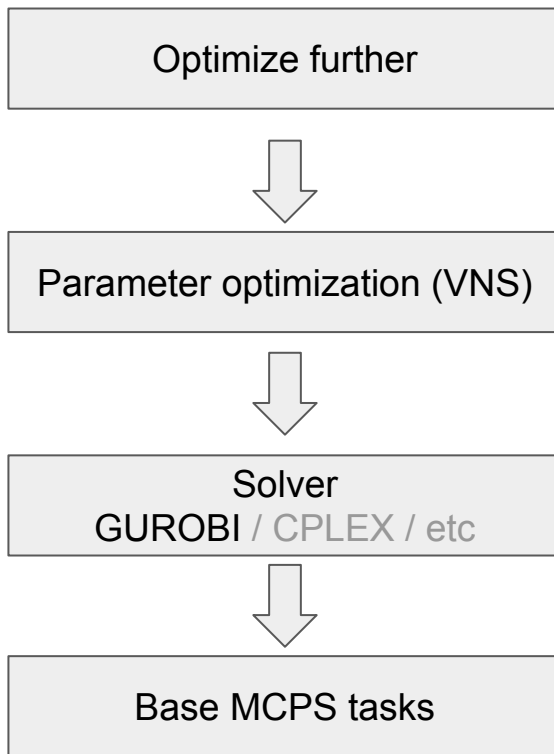 Optimize further
Parameter optimization (VNS)
Solver
GUROBI / CPLEX / etc
Base MCPS tasks